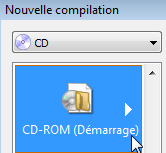 Nouvelle compilation
CD
CD-ROM (Démarrage)